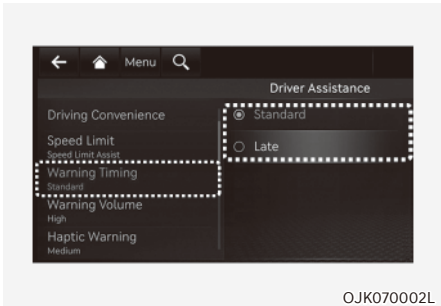 Menu
Driver Assistance
Driving Convenience
Speed Limit
Speed Limit Assist
Warning Timing
Standard
Warning Volume
High
Haptic Warning
Medium
Standard
Late
OJK070002L